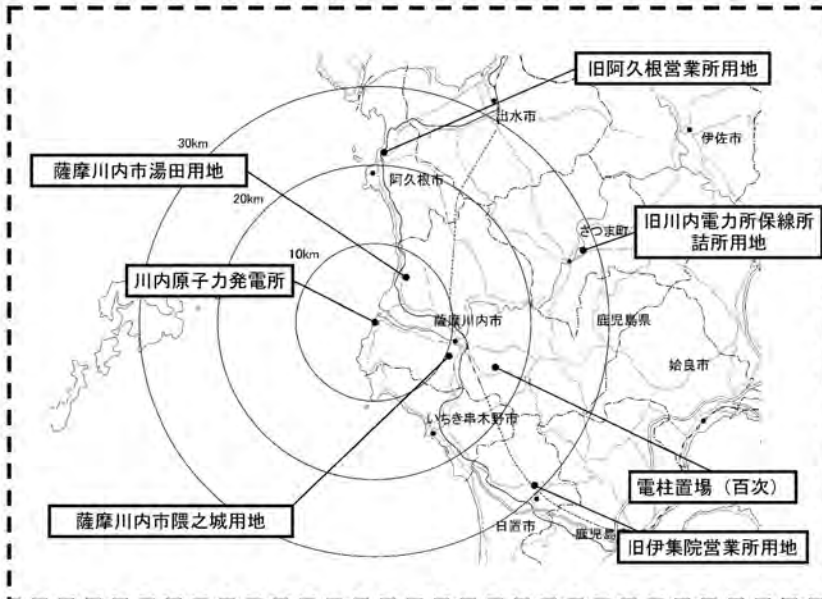 旧阿久根営業所用地
30km
出水市
伊佐市
薩摩川内市湯田用地
阿久根市
20km
さつま町
旧川内電力所保線所
詰所用地
10km
川内原子力発電所
薩摩川内市
鹿児島県
姶良市
いちき串木野市
電柱置場（百次）
薩摩川内市隈之城用地
日置市
鹿児島
旧伊集院営業所用地